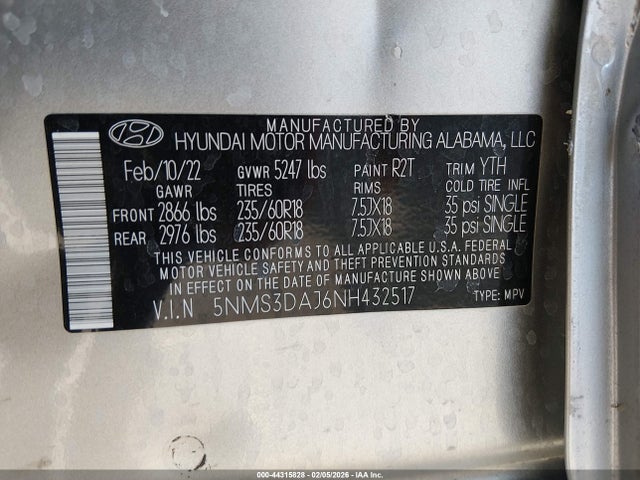 MANUFACTURED BY
HYUNDAI MOTOR MANUFACTURING ALABAMA, LLC
Feb/10/22 GVWR 5247 lbs PAINT R2T TRIM YTH
GAWR TIRES RIMS COLD TIRE INFL
FRONT 2866 lbs 235/60R18 7.5JX18 35 psi SINGLE
REAR 2976 lbs 235/60R18 7.5JX18 35 psi SINGLE
THIS VEHICLE CONFORMS TO ALL APPLICABLE U.S.A. FEDERAL
MOTOR VEHICLE SAFETY AND THEFT PREVENTION STANDARDS
IN EFFECT ON THE DATE OF MANUFACTURE SHOWN ABOVE.
V.I.N 5NMS3DAJ6NH432517 TYPE: MPV
000-44315828 - 02/05/2026 - IAA Inc.